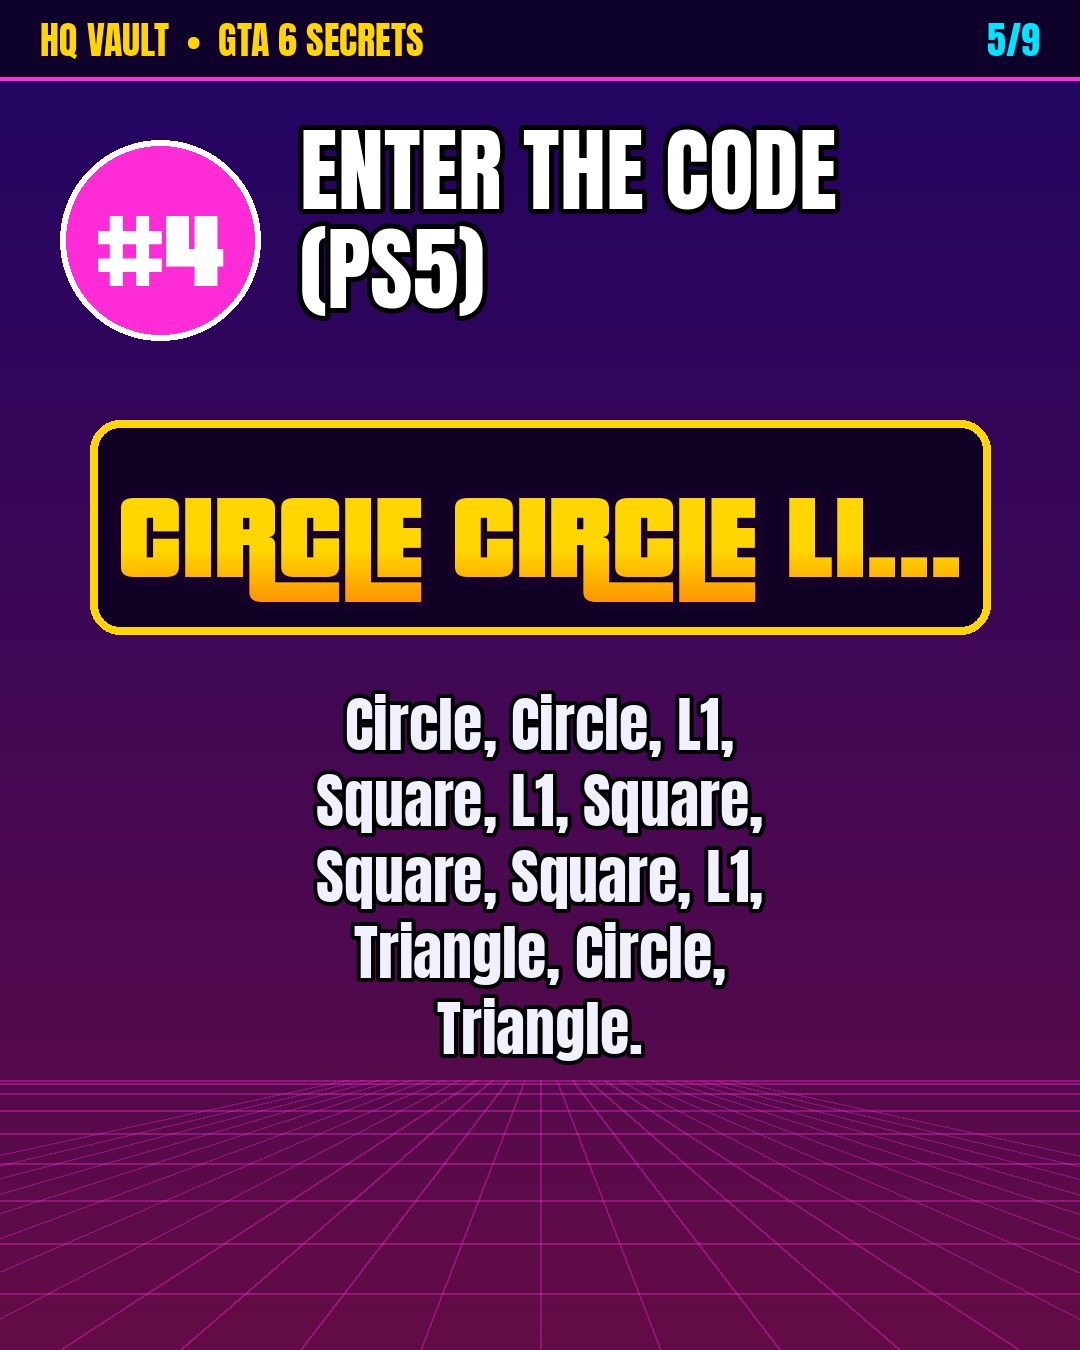 HQ VAULT • GTA 6 SECRETS
5/9
#4
ENTER THE CODE
(PS5)
CIRCLE CIRCLE LI...
Circle, Circle, L1,
Square, L1, Square,
Square, Square, L1,
Triangle, Circle,
Triangle.